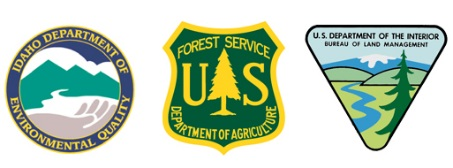 IDAHO DEPARTMENT OF
ENVIRONMENTAL QUALITY
FOREST SERVICE
U S
DEPARTMENT OF AGRICULTURE
U.S. DEPARTMENT OF THE INTERIOR
BUREAU OF LAND MANAGEMENT